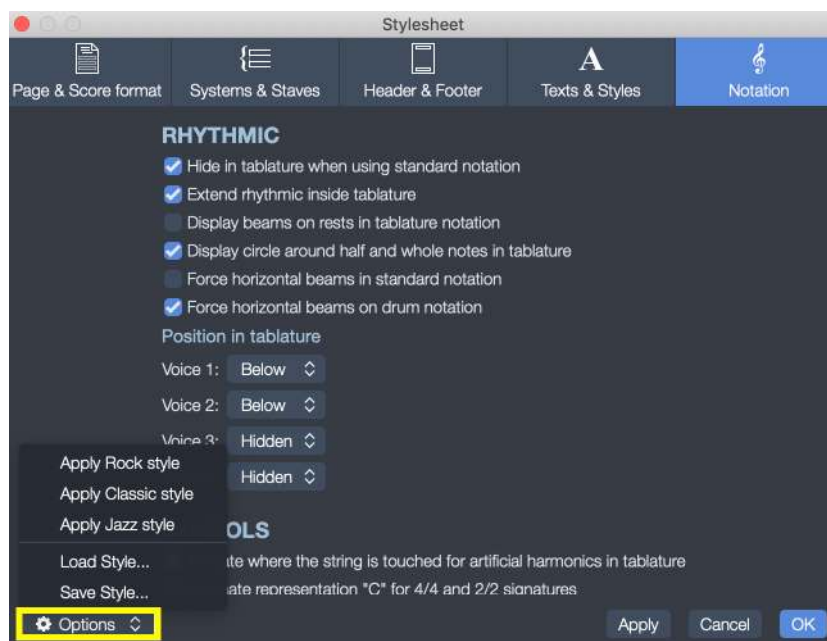 Stylesheet
Page & Score format
Systems & Staves
Header & Footer
Texts & Styles
Notation
RHYTHMIC
Hide in tablature when using standard notation
Extend rhythmic inside tablature
Display beams on rests in tablature notation
Display circle around half and whole notes in tablature
Force horizontal beams in standard notation
Force horizontal beams on drum notation
Position in tablature
Voice 1: Below
Voice 2: Below
Voice 3: Hidden
Hidden
Apply Rock style
Apply Classic style
Apply Jazz style
Load Style...
Save Style...
OLS
where the string is touched for artificial harmonics in tablature
representation "C" for 4/4 and 2/2 signatures
Options
Apply
Cancel
OK